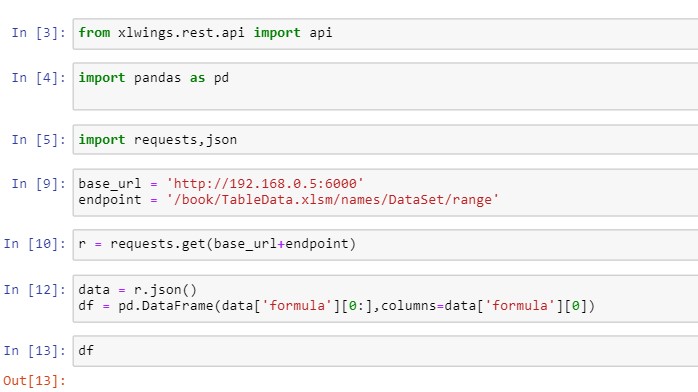 In [3]: from xlwings.rest.api import api
In [4]: import pandas as pd
In [5]: import requests,json
In [9]: base_url = 'http://192.168.0.5:6000'
endpoint = '/book/TableData.xlsm/names/DataSet/range'
In [10]: r = requests.get(base_url+endpoint)
In [12]: data = r.json()
df = pd.DataFrame(data['formula'][0:],columns=data['formula'][0])
In [13]: df
Out[13]: